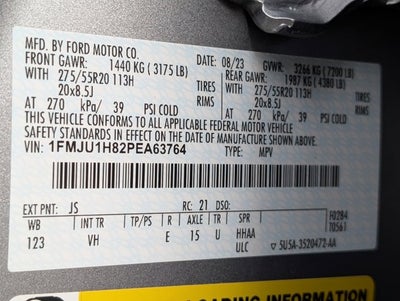 MFD. BY FORD MOTOR CO. 08/23 GVWR: 3266 KG (7200 LB)
FRONT GAWR: 1440 KG (3175 LB) REAR GAWR: 1987 KG (4380 LB)
WITH 275/55R20 113H TIRES WITH 275/55R20 113H TIRES
20x8.5J RIMS 20x8.5J RIMS
AT 270 kPa/ 39 PSI COLD AT 270 kPa/ 39 PSI COLD
THIS VEHICLE CONFORMS TO ALL APPLICABLE FEDERAL MOTOR VEHICLE
SAFETY STANDARDS IN EFFECT ON THE DATE OF MANUFACTURE SHOWN ABOVE.
VIN: 1FMJU1H82PEA63764 TYPE: MPV
EXT PNT: JS RC: 21 DSO: F0284
WB INT TR TP/PS R AXLE TR SPR T0561
123 VH E 15 U HHAA
ULC 5U5A-3520472-AA
LOADING INFORMATION